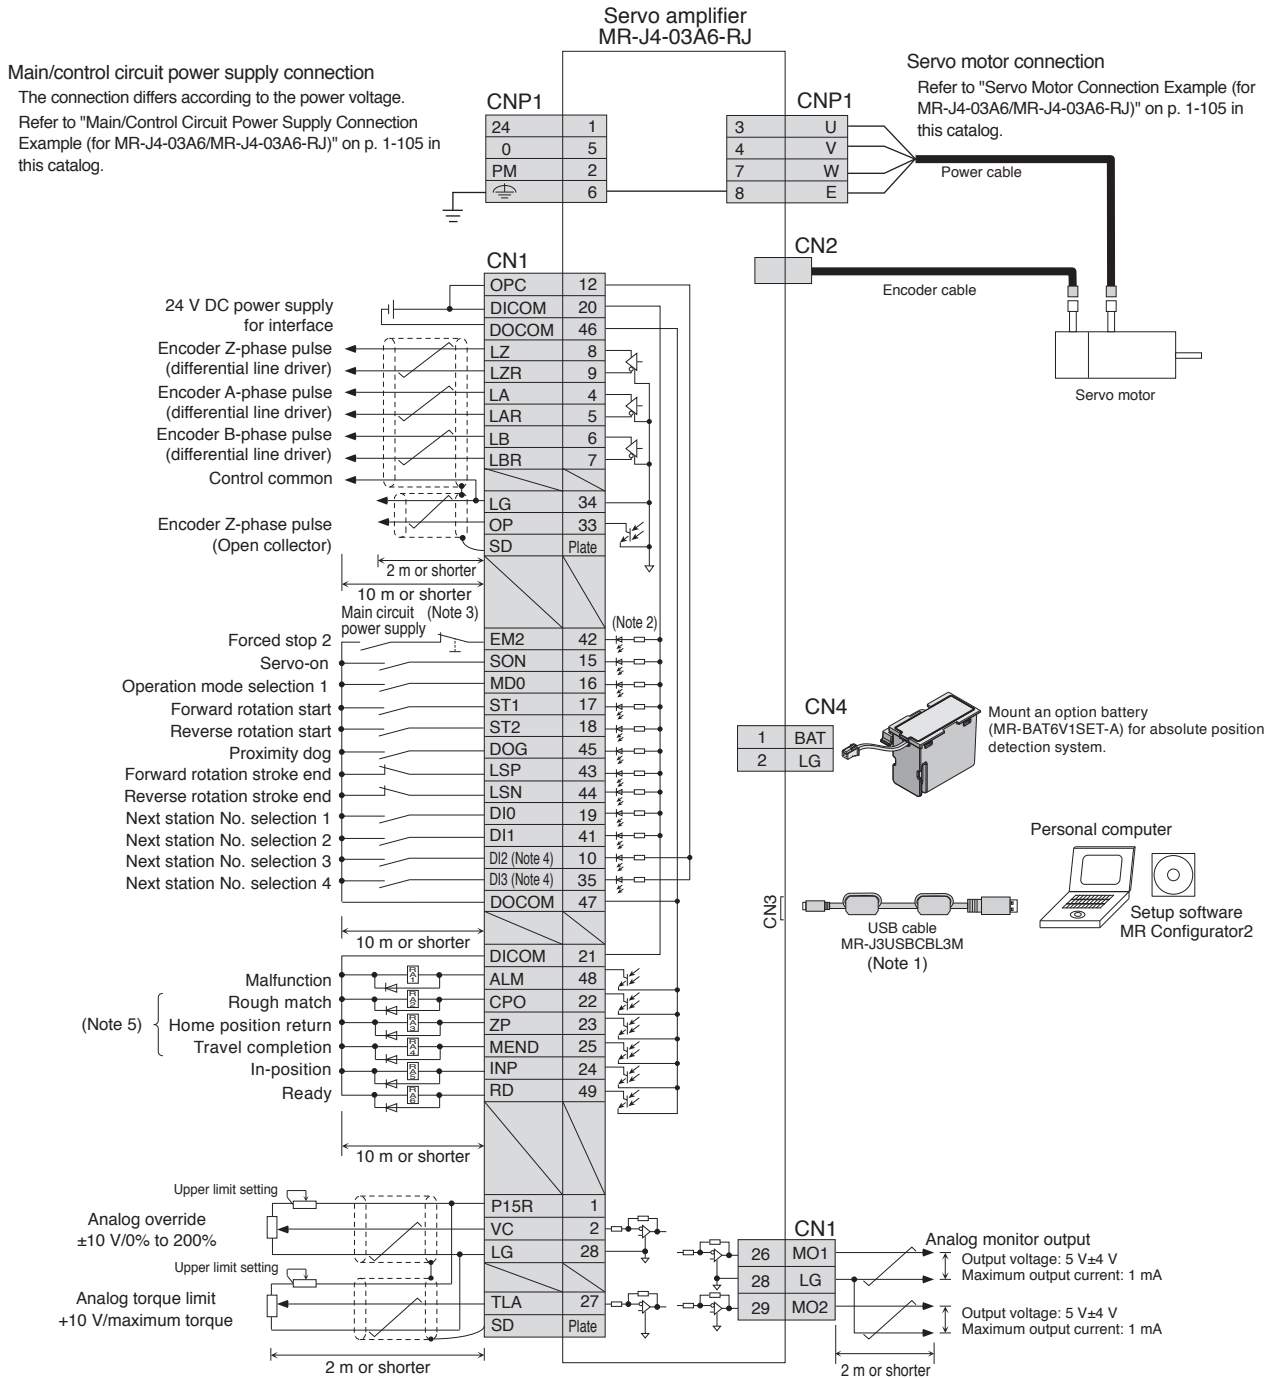 Servo amplifier
MR-J4-03A6-RJ
Main/control circuit power supply connection
The connection differs according to the power voltage.
Refer to "Main/Control Circuit Power Supply Connection
Example (for MR-J4-03A6/MR-J4-03A6-RJ)" on p. 1-105 in
this catalog.
Servo motor connection
Refer to "Servo Motor Connection Example (for
MR-J4-03A6/MR-J4-03A6-RJ)" on p. 1-105 in
this catalog.
CNP1
24 1
0 5
PM 2
6
CNP1
3 U
4 V
7 W
8 E
Power cable
CN2
Encoder cable
Servo motor
CN1
OPC 12
DICOM 20
DOCOM 46
LZ 8
LZR 9
LA 4
LAR 5
LB 6
LBR 7
LG 34
OP 33
SD Plate
24 V DC power supply
for interface
Encoder Z-phase pulse
(differential line driver)
Encoder A-phase pulse
(differential line driver)
Encoder B-phase pulse
(differential line driver)
Control common
Encoder Z-phase pulse
(Open collector)
2 m or shorter
10 m or shorter
Main circuit
power supply
(Note 3)
(Note 2)
Forced stop 2 EM2 42
Servo-on SON 15
Operation mode selection 1 MD0 16
Forward rotation start ST1 17
Reverse rotation start ST2 18
Proximity dog DOG 45
Forward rotation stroke end LSP 43
Reverse rotation stroke end LSN 44
Next station No. selection 1 DI0 19
Next station No. selection 2 DI1 41
Next station No. selection 3 DI2 (Note 4) 10
Next station No. selection 4 DI3 (Note 4) 35
DOCOM 47
10 m or shorter
DICOM 21
Malfunction RA1 ALM 48
Rough match RA2 CPO 22
(Note 5)
Home position return RA3 ZP 23
Travel completion RA4 MEND 25
In-position RA5 INP 24
Ready RA6 RD 49
10 m or shorter
CN4
1 BAT
2 LG
Mount an option battery
(MR-BAT6V1SET-A) for absolute position
detection system.
CN3
USB cable
MR-J3USBCBL3M
(Note 1)
Personal computer
Setup software
MR Configurator2
Upper limit setting
Analog override
±10 V/0% to 200%
P15R 1
VC 2
LG 28
Upper limit setting
Analog torque limit
+10 V/maximum torque
TLA 27
SD Plate
2 m or shorter
CN1
26 MO1
28 LG
29 MO2
Analog monitor output
Output voltage: 5 V±4 V
Maximum output current: 1 mA
Output voltage: 5 V±4 V
Maximum output current: 1 mA
2 m or shorter